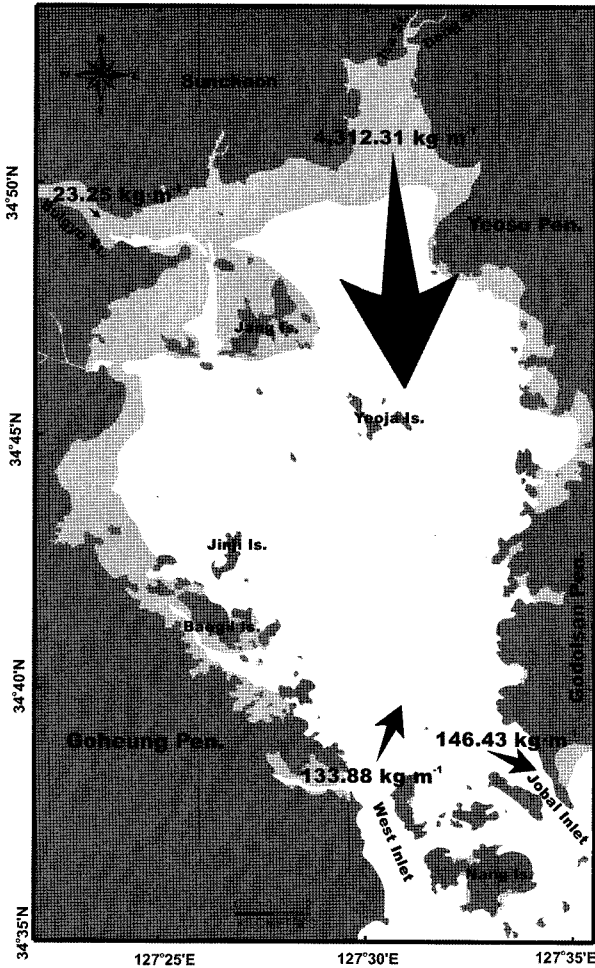 Suncheon
4,312.31 kg m⁻¹
34°50'N
23.25 kg m⁻¹
Yeosu Pen.
Jang Is.
Yeoja Is.
34°45'N
Jinji Is.
Godolsan Pen.
34°40'N
Goheung Pen.
146.43 kg m⁻¹
133.88 kg m⁻¹
Jobal Inlet
West Inlet
Nang Is.
34°35'N
127°25'E
127°30'E
127°35'E